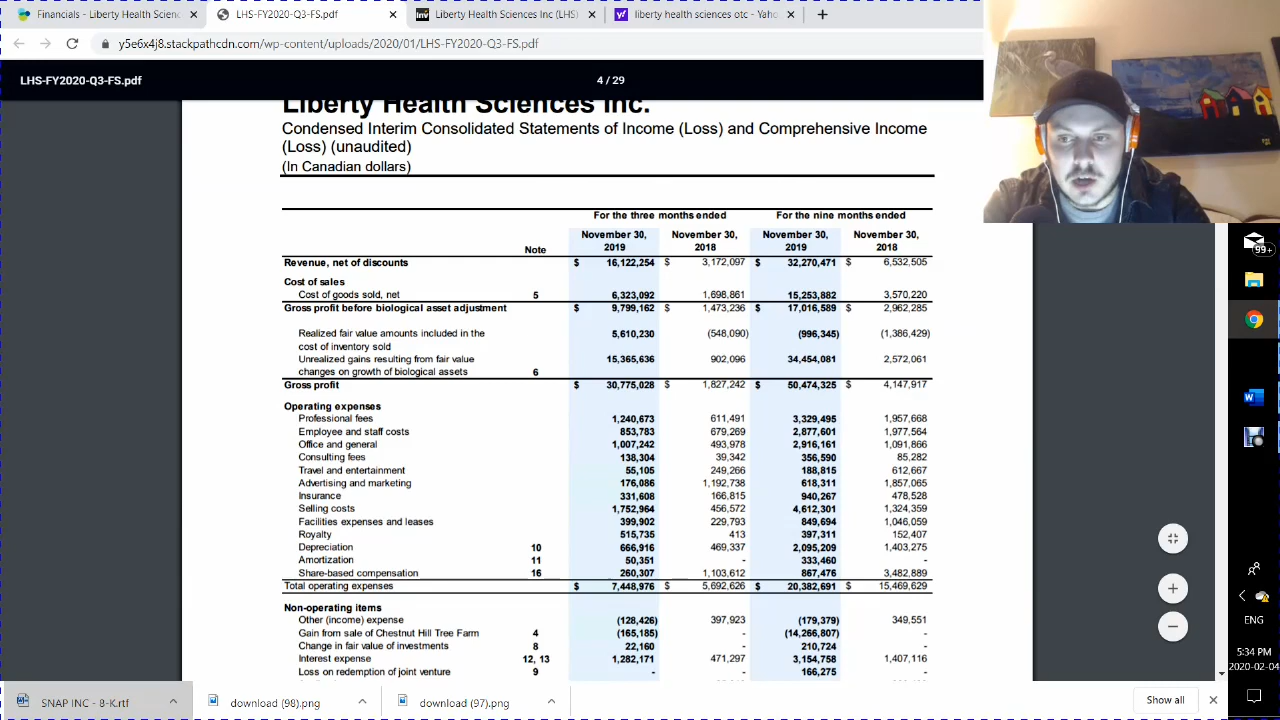 Financials - Liberty Health Scienc
LHS-FY2020-Q3-FS.pdf
Liberty Health Sciences Inc (LHS)
liberty health sciences otc - Yaho
y5e6x4j8.stackpathcdn.com/wp-content/uploads/2020/01/LHS-FY2020-Q3-FS.pdf
LHS-FY2020-Q3-FS.pdf 4 / 29
Liberty Health Sciences Inc.
Condensed Interim Consolidated Statements of Income (Loss) and Comprehensive Income
(Loss) (unaudited)
(In Canadian dollars)
For the three months ended For the nine months ended
November 30, November 30, November 30, November 30,
Note 2019 2018 2019 2018
Revenue, net of discounts $ 16,122,254 $ 3,172,097 $ 32,270,471 $ 6,532,505
Cost of sales
Cost of goods sold, net 5 6,323,092 1,698,861 15,253,882 3,570,220
Gross profit before biological asset adjustment $ 9,799,162 $ 1,473,236 $ 17,016,589 $ 2,962,285
Realized fair value amounts included in the 5,610,230 (548,090) (996,345) (1,386,429)
cost of inventory sold
Unrealized gains resulting from fair value 15,365,636 902,096 34,454,081 2,572,061
changes on growth of biological assets 6
Gross profit $ 30,775,028 $ 1,827,242 $ 50,474,325 $ 4,147,917
Operating expenses
Professional fees 1,240,673 611,491 3,329,495 1,957,668
Employee and staff costs 853,783 679,269 2,877,601 1,977,564
Office and general 1,007,242 493,978 2,916,161 1,091,866
Consulting fees 138,304 39,342 356,590 85,282
Travel and entertainment 55,105 249,266 188,815 612,667
Advertising and marketing 176,086 1,192,738 618,311 1,857,065
Insurance 331,608 166,815 940,267 478,528
Selling costs 1,752,964 456,572 4,612,301 1,324,359
Facilities expenses and leases 399,902 229,793 849,694 1,046,059
Royalty 515,735 413 397,311 152,407
Depreciation 10 666,916 469,337 2,095,209 1,403,275
Amortization 11 50,351 - 333,460 -
Share-based compensation 16 260,307 1,103,612 867,476 3,482,889
Total operating expenses $ 7,448,976 $ 5,692,626 $ 20,382,691 $ 15,469,629
Non-operating items
Other (income) expense (128,426) 397,923 (179,379) 349,551
Gain from sale of Chestnut Hill Tree Farm 4 (165,185) - (14,266,807) -
Change in fair value of investments 8 22,160 - 210,724 -
Interest expense 12, 13 1,282,171 471,297 3,154,758 1,407,116
Loss on redemption of joint venture 9 - - 166,275 -
99+
ENG
5:34 PM
2020-02-04
SNAP INC - 8-K.rtf
download (98).png
download (97).png
Show all